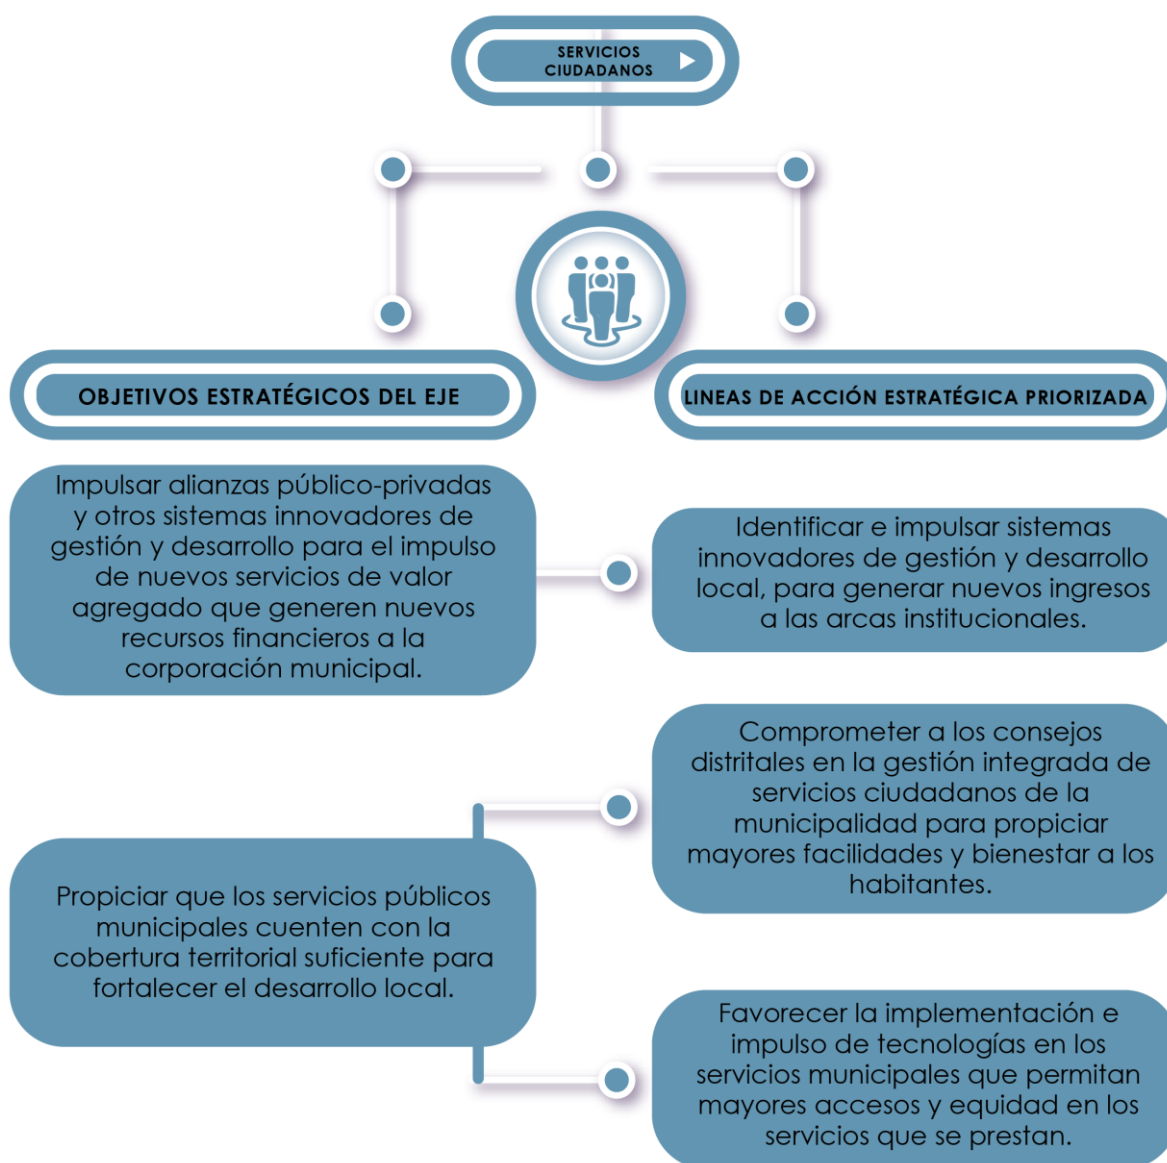 SERVICIOS
CIUDADANOS
OBJETIVOS ESTRATÉGICOS DEL EJE
LINEAS DE ACCIÓN ESTRATÉGICA PRIORIZADA
Impulsar alianzas público-privadas
y otros sistemas innovadores de
gestión y desarrollo para el impulso
de nuevos servicios de valor
agregado que generen nuevos
recursos financieros a la
corporación municipal.
Identificar e impulsar sistemas
innovadores de gestión y desarrollo
local, para generar nuevos ingresos
a las arcas institucionales.
Propiciar que los servicios públicos
municipales cuenten con la
cobertura territorial suficiente para
fortalecer el desarrollo local.
Comprometer a los consejos
distritales en la gestión integrada de
servicios ciudadanos de la
municipalidad para propiciar
mayores facilidades y bienestar a los
habitantes.
Favorecer la implementación e
impulso de tecnologías en los
servicios municipales que permitan
mayores accesos y equidad en los
servicios que se prestan.